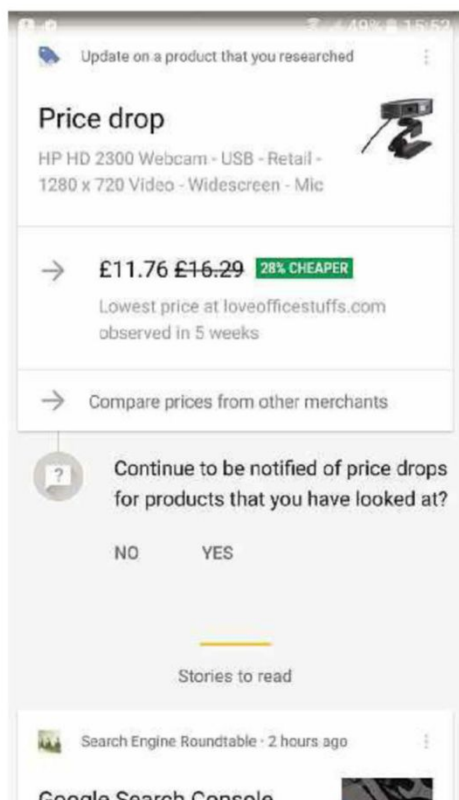 49% 15:52
Update on a product that you researched
Price drop
HP HD 2300 Webcam - USB - Retail -
1280 x 720 Video - Widescreen - Mic
£11.76 £16.29 28% CHEAPER
Lowest price at loveofficestuffs.com
observed in 5 weeks
Compare prices from other merchants
?
Continue to be notified of price drops
for products that you have looked at?
NO YES
Stories to read
Search Engine Roundtable · 2 hours ago
Google Search Console